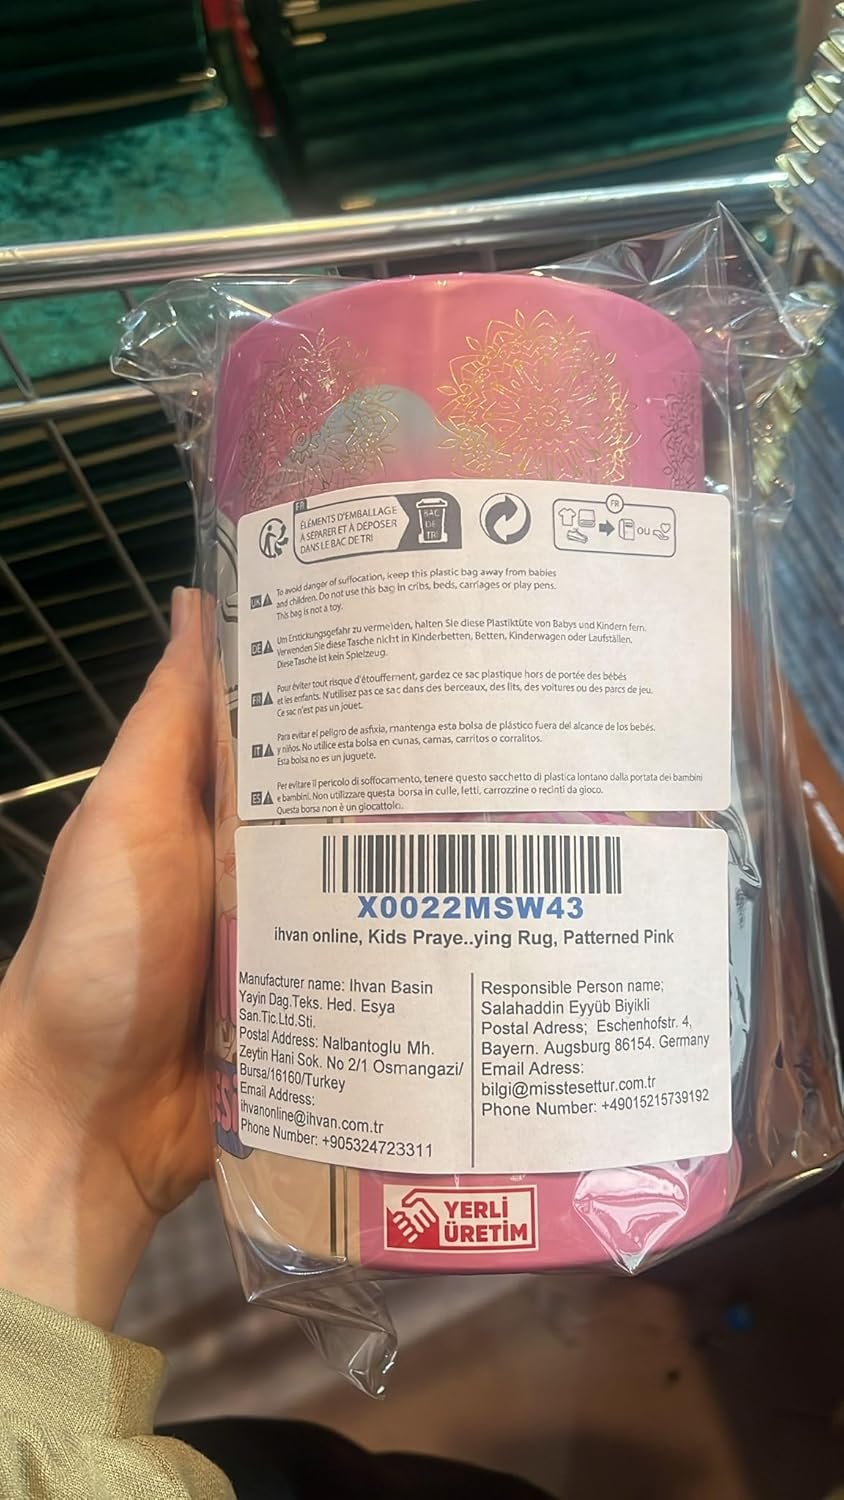 FR
ÉLÉMENTS D'EMBALLAGE
À SÉPARER ET À DÉPOSER
DANS LE BAC DE TRI
BAC
DE
TRI
FR
ou
UK
To avoid danger of suffocation, keep this plastic bag away from babies
and children. Do not use this bag in cribs, beds, carriages or play pens.
This bag is not a toy.
DE
Um Erstickungsgefahr zu vermeiden, halten Sie diese Plastiktüte von Babys und Kindern fern.
Verwenden Sie diese Tasche nicht in Kinderbetten, Betten, Kinderwagen oder Laufställen.
Diese Tasche ist kein Spielzeug.
FR
Pour éviter tout risque d'étouffement, gardez ce sac plastique hors de portée des bébés
et les enfants. N'utilisez pas ce sac dans des berceaux, des lits, des voitures ou des parcs de jeu.
Ce sac n'est pas un jouet.
IT
Para evitar el peligro de asfixia, mantenga esta bolsa de plástico fuera del alcance de los bebés.
y niños. No utilice esta bolsa en cunas, camas, carritos o corralitos.
Esta bolsa no es un juguete.
ES
Per evitare il pericolo di soffocamento, tenere questo sacchetto di plastica lontano dalla portata dei bambini
e bambini. Non utilizzare questa borsa in culle, letti, carrozzine o recinti da gioco.
Questa borsa non è un giocattolo.
X0022MSW43
ihvan online, Kids Praye..ying Rug, Patterned Pink
Manufacturer name: Ihvan Basin
Yayin Dag.Teks. Hed. Esya
San.Tic.Ltd.Sti.
Postal Address: Nalbantoglu Mh.
Zeytin Hani Sok. No 2/1 Osmangazi/
Bursa/16160/Turkey
Email Address:
ihvanonline@ihvan.com.tr
Phone Number: +905324723311
Responsible Person name;
Salahaddin Eyyüb Biyikli
Postal Adress; Eschenhofstr. 4,
Bayern. Augsburg 86154. Germany
Email Adress:
bilgi@misstesettur.com.tr
Phone Number: +49015215739192
YERLİ
ÜRETİM